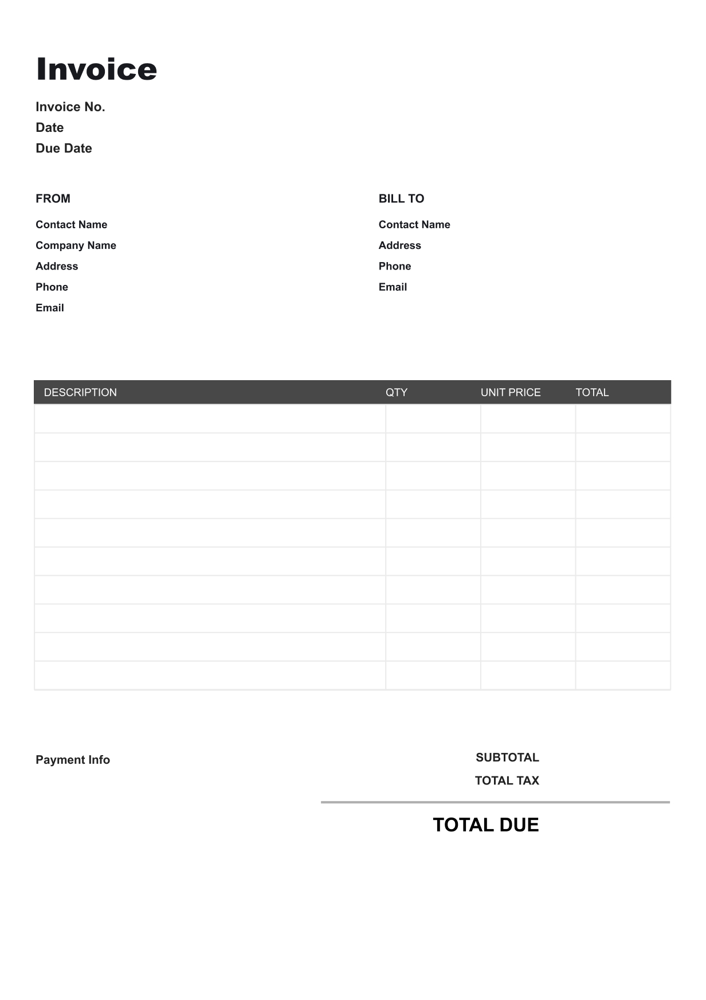 Invoice
Invoice No.
Date
Due Date
FROM
Contact Name
Company Name
Address
Phone
Email
BILL TO
Contact Name
Address
Phone
Email
DESCRIPTION QTY UNIT PRICE TOTAL
Payment Info
SUBTOTAL
TOTAL TAX
TOTAL DUE